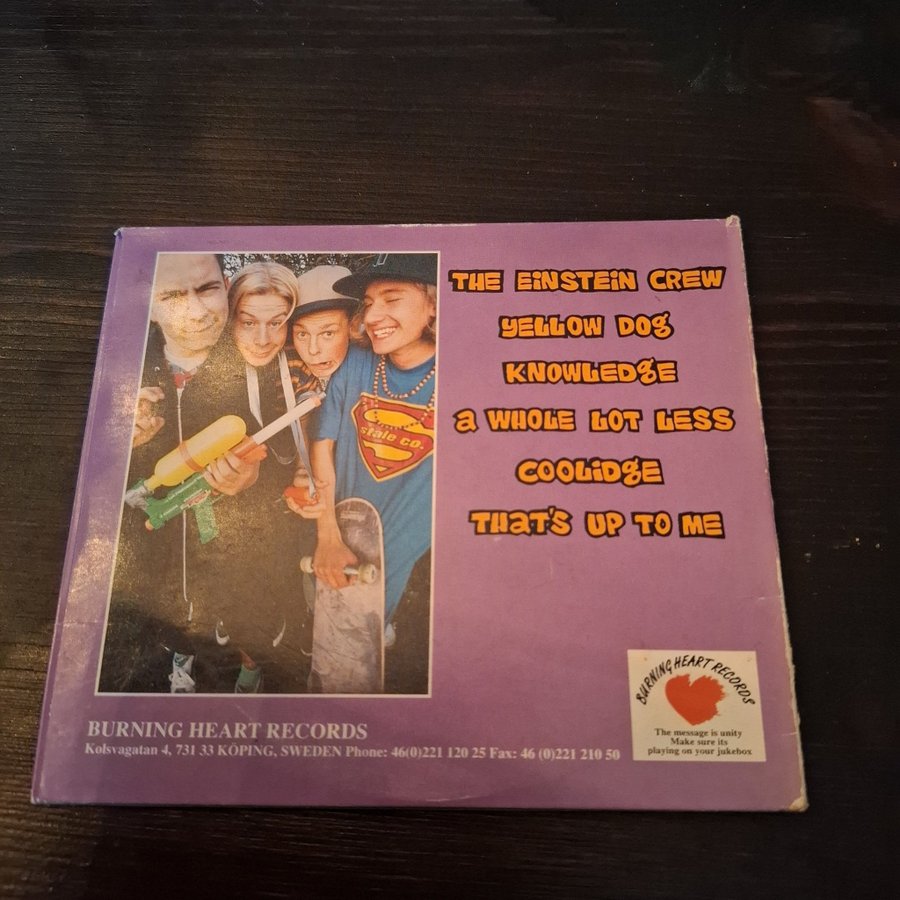 THE EINSTEIN CREW
YELLOW DOG
KNOWLEDGE
A WHOLE LOT LESS
COOLIDGE
THAT'S UP TO ME
stale co.
BURNING HEART RECORDS
Kolsvagatan 4, 731 33 KÖPING, SWEDEN Phone: 46(0)221 120 25 Fax: 46 (0)221 210 50
BURNING HEART RECORDS
The message is unity
Make sure its
playing on your jukebox